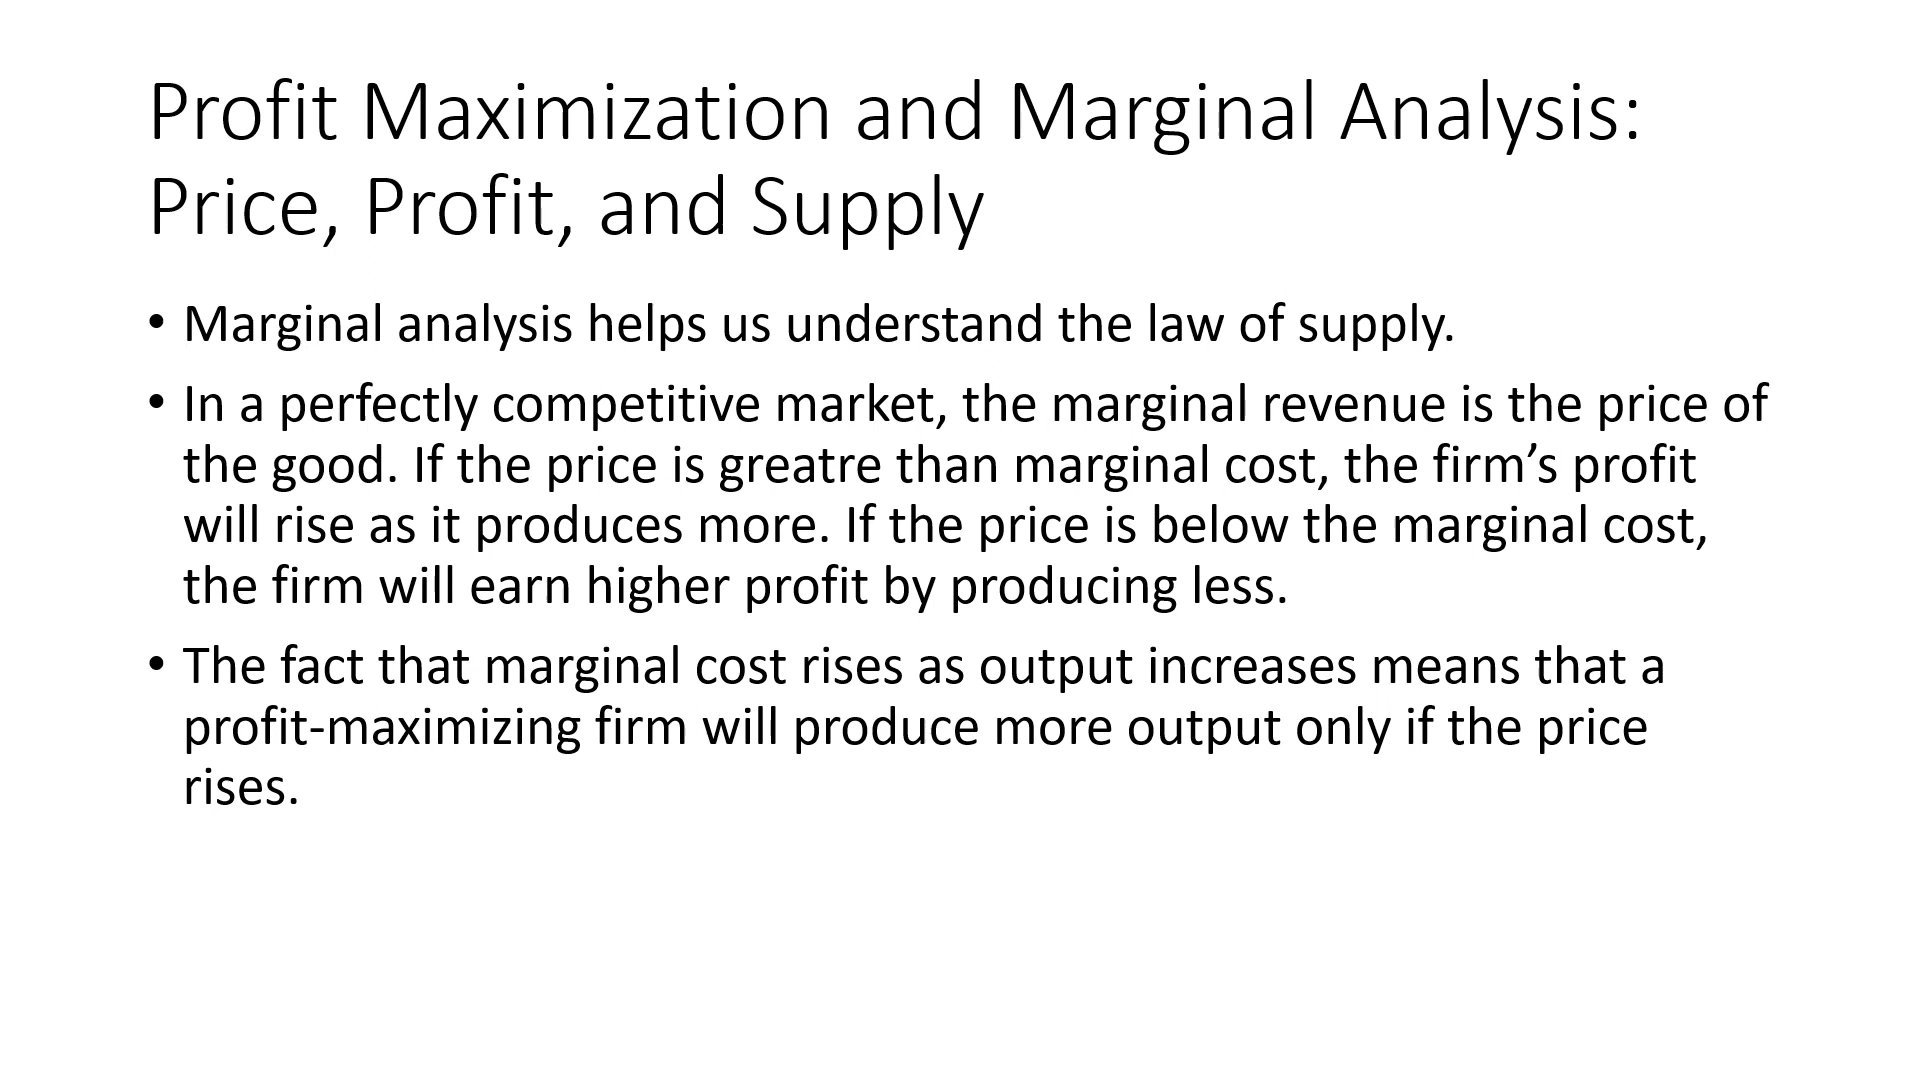 Profit Maximization and Marginal Analysis:
Price, Profit, and Supply
• Marginal analysis helps us understand the law of supply.
• In a perfectly competitive market, the marginal revenue is the price of
the good. If the price is greatre than marginal cost, the firm’s profit
will rise as it produces more. If the price is below the marginal cost,
the firm will earn higher profit by producing less.
• The fact that marginal cost rises as output increases means that a
profit-maximizing firm will produce more output only if the price
rises.